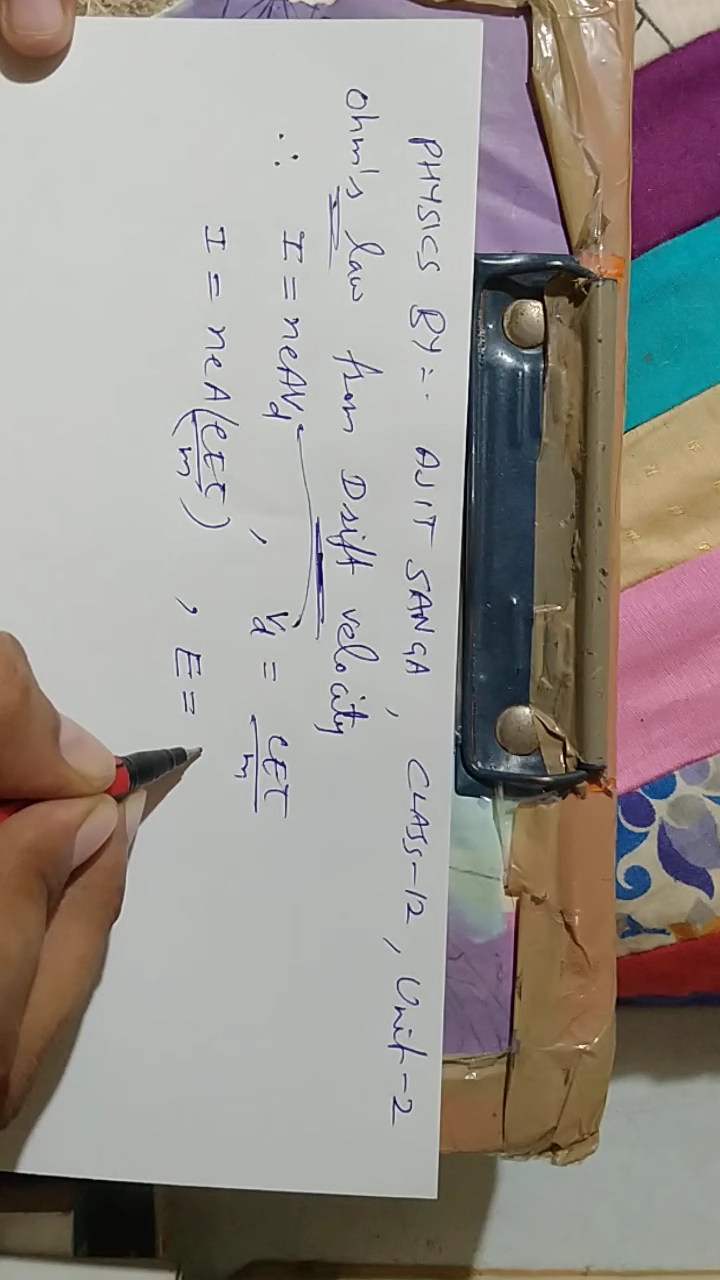 PHYSICS BY:- AJIT SANGA, CLASS-12, Unit-2
Ohm's law from Drift velocity
∴ I = neAVd, Vd = eEτ/m
I = neA(eEτ/m), E =